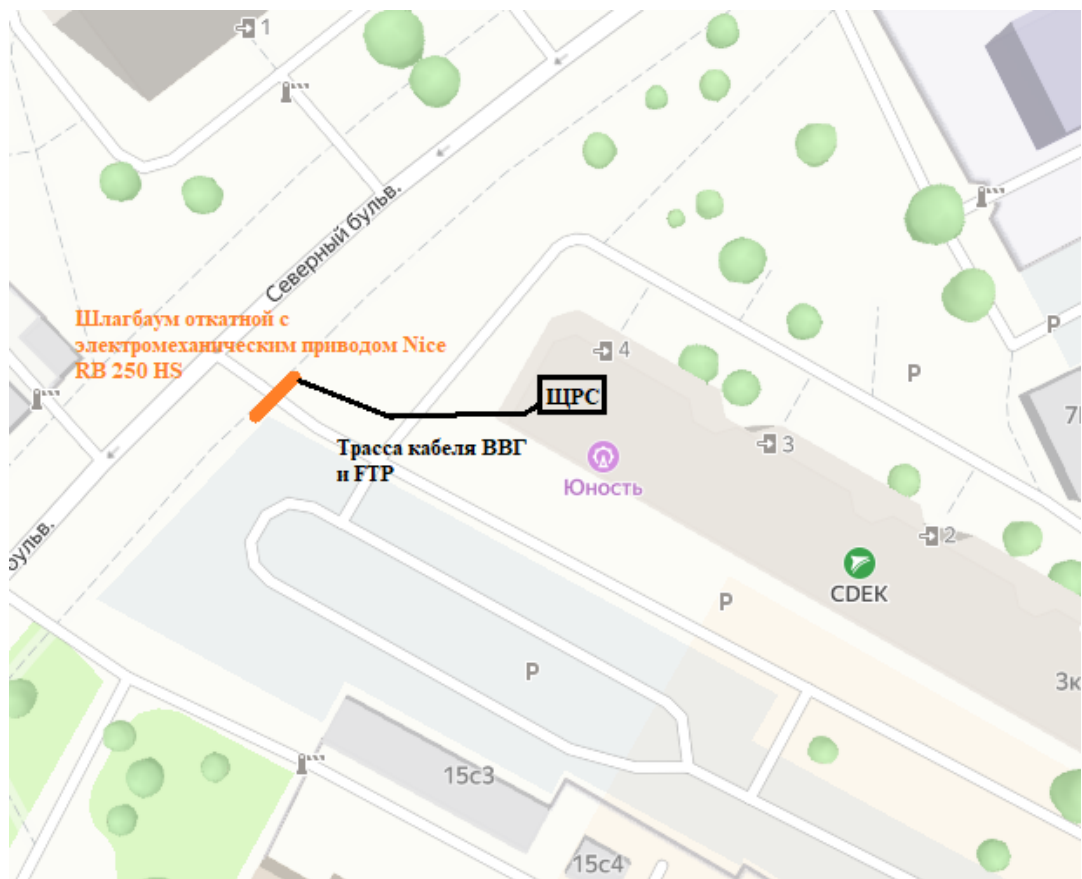 1
Северный бульв.
Шлагбаум откатной с
электромеханическим приводом Nice
RB 250 HS
4
P
P
ЩРС
7
3
Трасса кабеля ВВГ
и FTP
Юность
2
бульв.
CDEK
P
P
3к
15с3
15с4